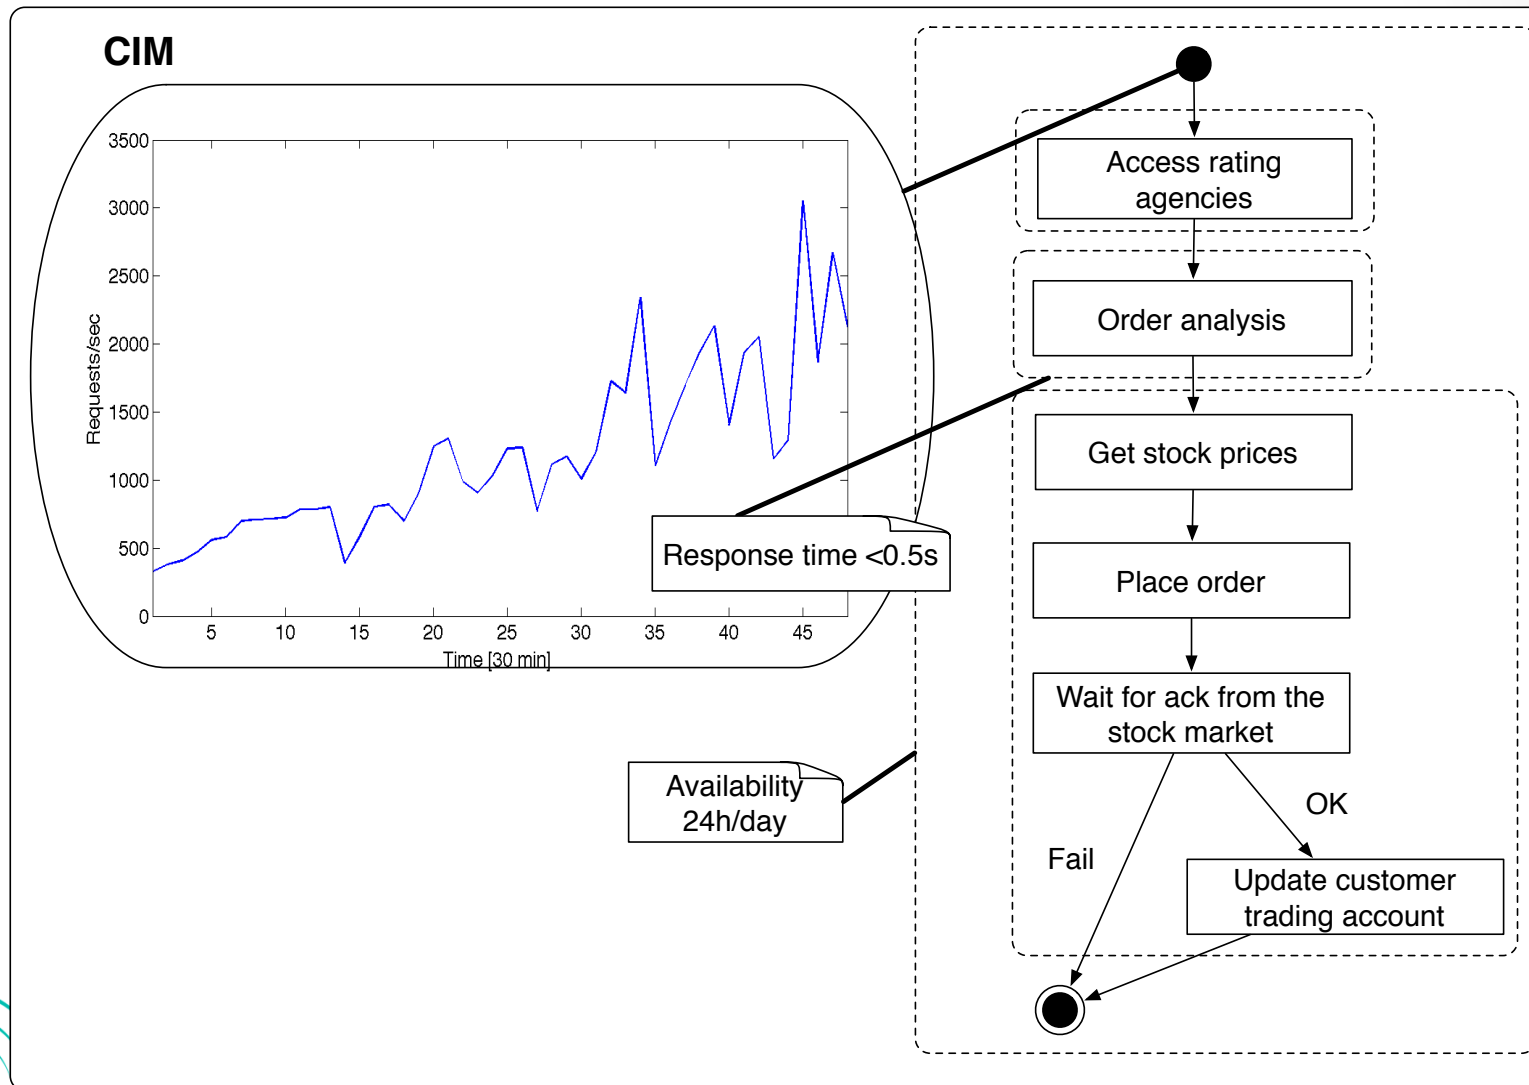 CIM
3500
3000
2500
2000
1500
1000
500
0
Requests/sec
5 10 15 20 25 30 35 40 45
Time [30 min]
Response time <0.5s
Availability
24h/day
Access rating
agencies
Order analysis
Get stock prices
Place order
Wait for ack from the
stock market
OK
Fail
Update customer
trading account